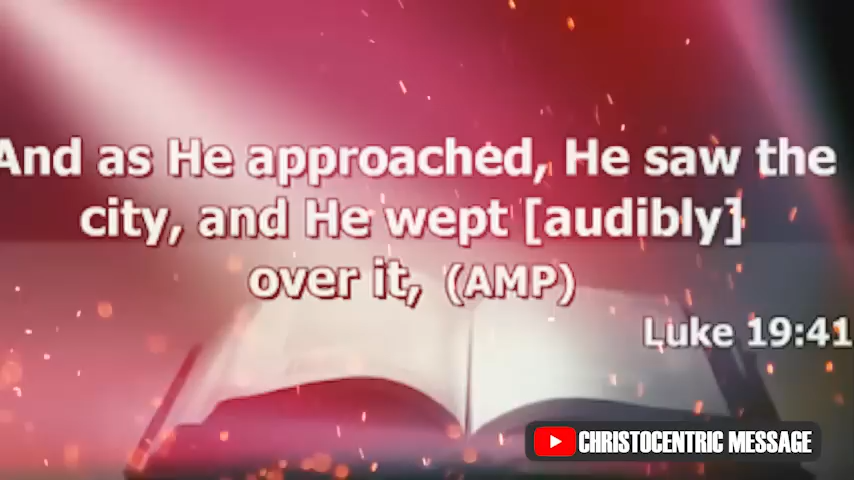 And as He approached, He saw the
city, and He wept [audibly]
over it, (AMP)
Luke 19:41
CHRISTOCENTRIC MESSAGE